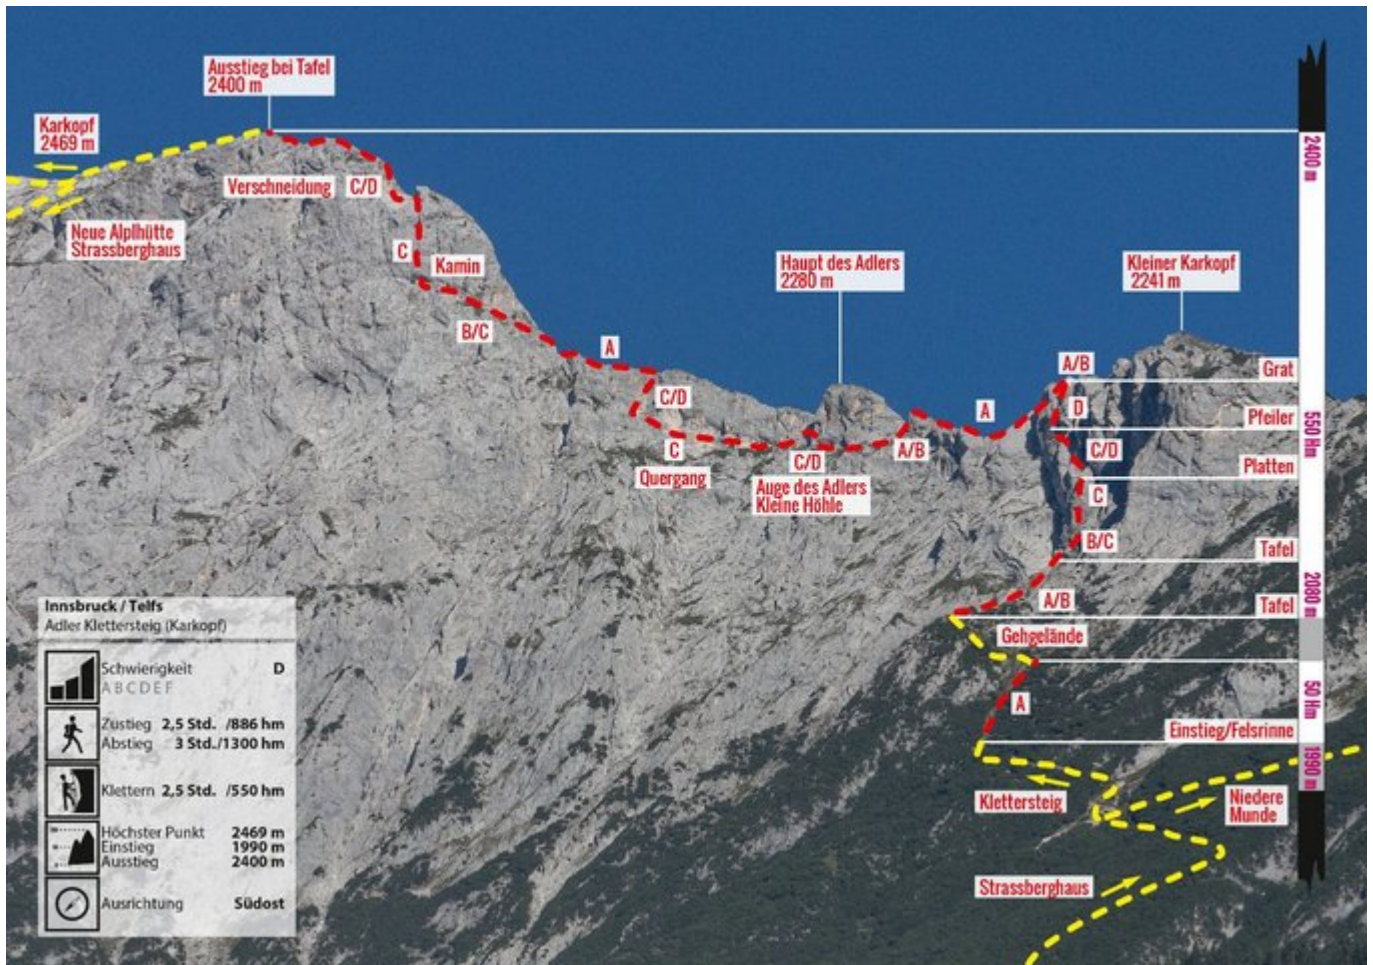 Ausstieg bei Tafel
2400 m
Karkopf
2469 m
Verschneidung
C/D
Neue Alplhütte
Strassberghaus
C
Kamin
B/C
A
C/D
C
Quergang
C/D
Auge des Adlers
Kleine Höhle
Haupt des Adlers
2280 m
A/B
A
Kleiner Karkopf
2241 m
A/B
Grat
D
Pfeiler
C/D
Platten
C
B/C
Tafel
A/B
Tafel
Gehgelände
A
Einstieg/Felsrinne
Klettersteig
Niedere
Munde
Strassberghaus
2400 m
550 Hm
2080 m
50 Hm
1990 m
Innsbruck / Telfs
Adler Klettersteig (Karkopf)
Schwierigkeit D
A B C D E F
Zustieg 2,5 Std. /886 hm
Abstieg 3 Std./1300 hm
Klettern 2,5 Std. /550 hm
Höchster Punkt 2469 m
Einstieg 1990 m
Ausstieg 2400 m
Ausrichtung Südost